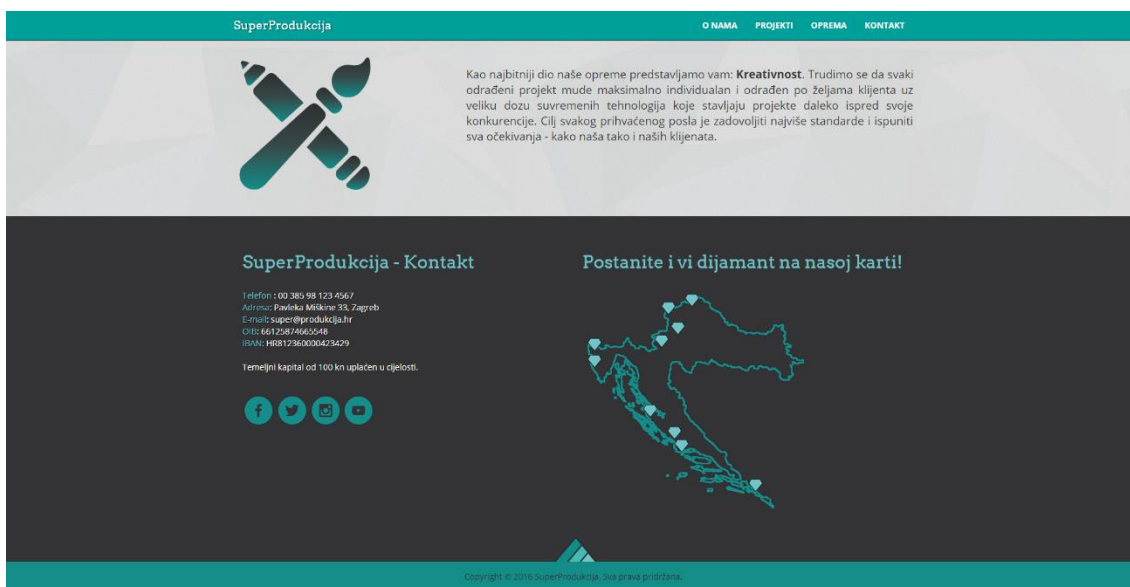 SuperProdukcija
O NAMA PROJEKTI OPREMA KONTAKT
Kao najbitniji dio naše opreme predstavljamo vam: Kreativnost. Trudimo se da svaki
odrađeni projekt mude maksimalno individualan i odrađen po željama klijenta uz
veliku dozu suvremenih tehnologija koje stavljaju projekte daleko ispred svoje
konkurencije. Cilj svakog prihvaćenog posla je zadovoljiti najviše standarde i ispuniti
sva očekivanja - kako naša tako i naših klijenata.
SuperProdukcija - Kontakt
Telefon : 00 385 98 123 4567
Adresa: Pavleka Miškine 33, Zagreb
E-mail: super@produkcija.hr
OIB: 66125874665548
IBAN: HR812360000423429
Temeljni kapital od 100 kn uplaćen u cijelosti.
Postanite i vi dijamant na nasoj karti!
Copyright © 2016 SuperProdukcija. Sva prava pridržana.